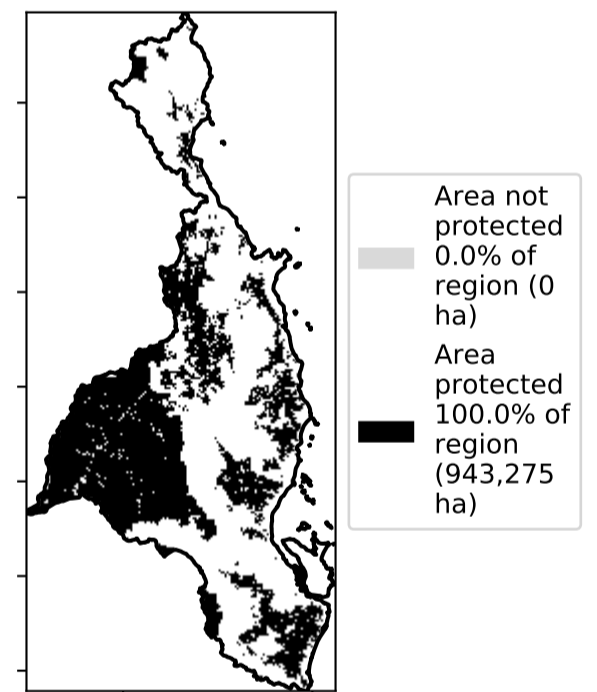 Area not
protected
0.0% of
region (0
ha)
Area
protected
100.0% of
region
(943,275
ha)